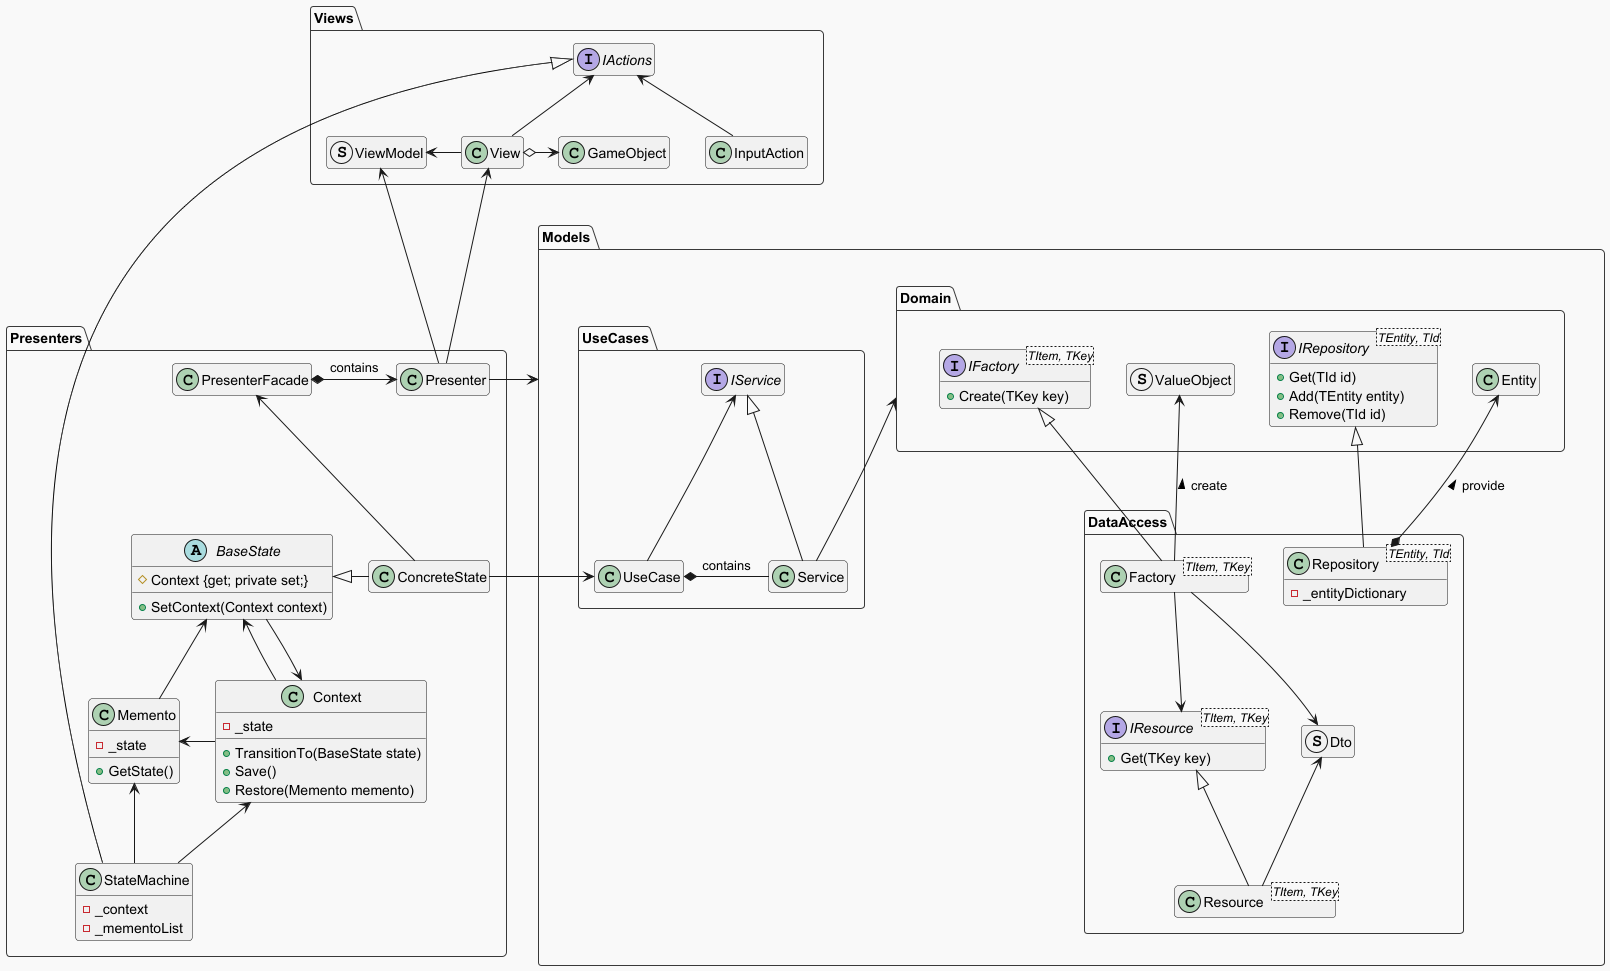 Views
I IActions
S ViewModel
C View
C GameObject
C InputAction
Models
Presenters
C PresenterFacade
contains
C Presenter
A BaseState
Context {get; private set;}
SetContext(Context context)
C ConcreteState
C Memento
_state
GetState()
C Context
_state
TransitionTo(BaseState state)
Save()
Restore(Memento memento)
C StateMachine
_context
_mementoList
UseCases
I IService
C UseCase
contains
C Service
Domain
I IFactory
TItem, TKey
Create(TKey key)
S ValueObject
I IRepository
TEntity, TId
Get(TId id)
Add(TEntity entity)
Remove(TId id)
C Entity
create
provide
DataAccess
C Factory
TItem, TKey
C Repository
TEntity, TId
_entityDictionary
I IResource
TItem, TKey
Get(TKey key)
S Dto
C Resource
TItem, TKey